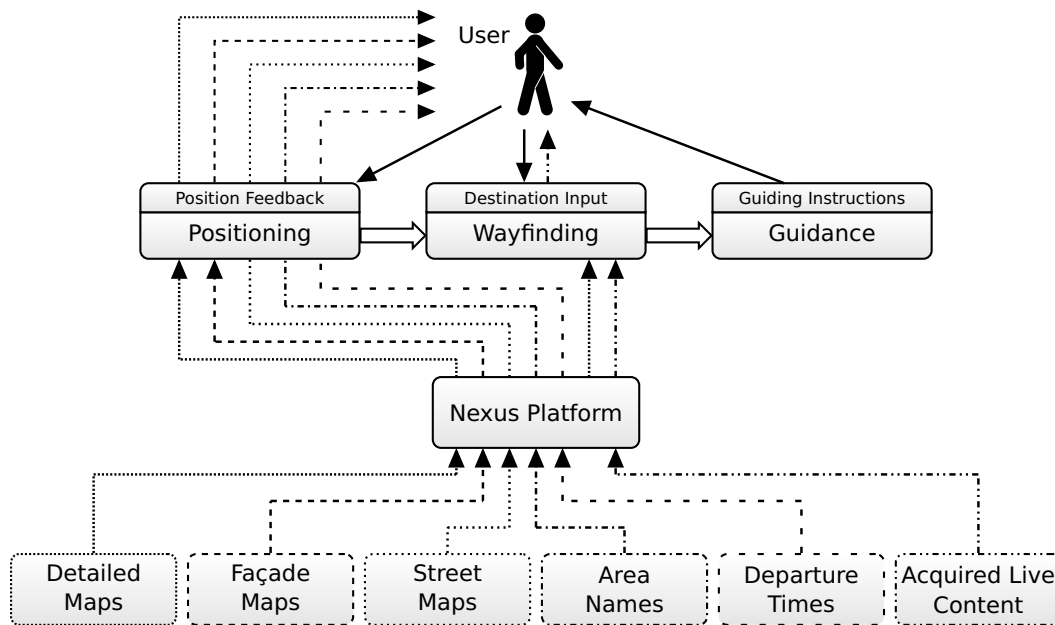 User
Position Feedback
Positioning
Destination Input
Wayfinding
Guiding Instructions
Guidance
Nexus Platform
Detailed
Maps
Façade
Maps
Street
Maps
Area
Names
Departure
Times
Acquired Live
Content